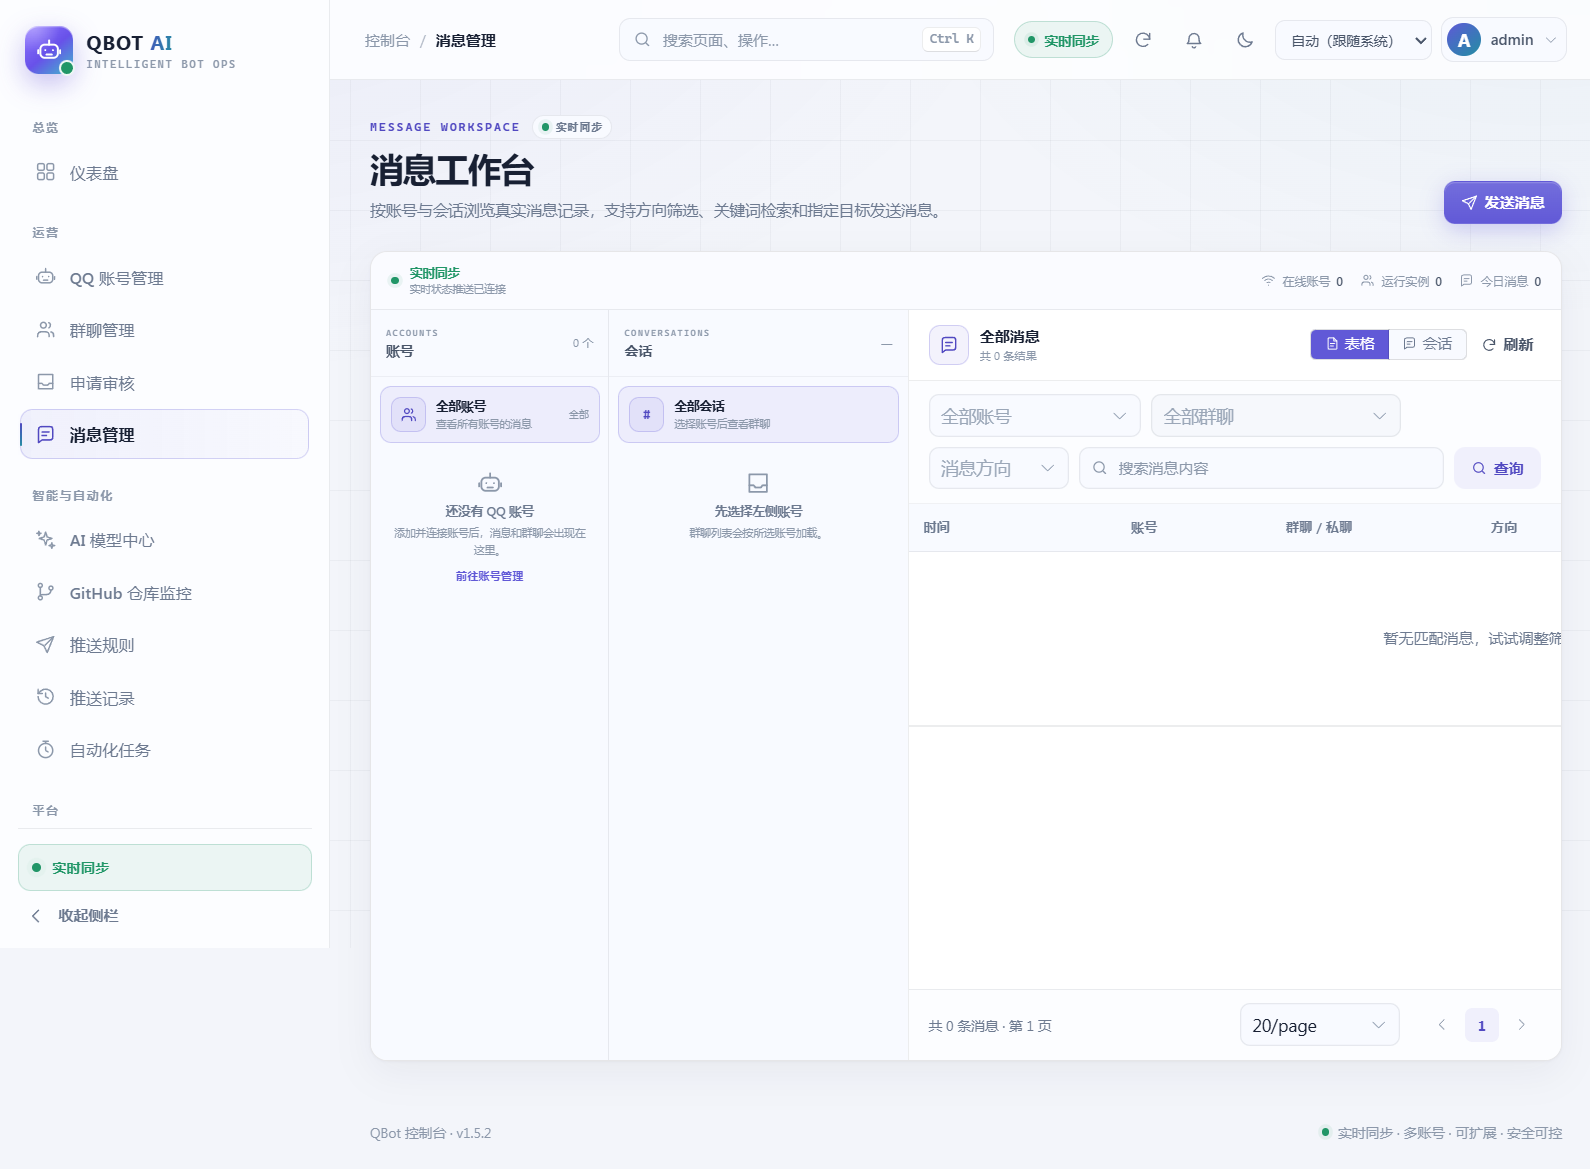 QBOT AI
INTELLIGENT BOT OPS
总览
仪表盘
运营
QQ 账号管理
群聊管理
申请审核
消息管理
智能与自动化
AI 模型中心
GitHub 仓库监控
推送规则
推送记录
自动化任务
平台
实时同步
收起侧栏
控制台 / 消息管理
搜索页面、操作...
Ctrl K
实时同步
自动（跟随系统）
A admin
MESSAGE WORKSPACE
实时同步
消息工作台
按账号与会话浏览真实消息记录，支持方向筛选、关键词检索和指定目标发送消息。
发送消息
实时同步
实时状态推送已连接
在线账号 0
运行实例 0
今日消息 0
ACCOUNTS
账号
0 个
全部账号
查看所有账号的消息
全部
还没有 QQ 账号
添加并连接账号后，消息和群聊会出现在
这里。
前往账号管理
CONVERSATIONS
会话
—
#
全部会话
选择账号后查看群聊
先选择左侧账号
群聊列表会按所选账号加载。
全部消息
共 0 条结果
表格
会话
刷新
全部账号
全部群聊
消息方向
搜索消息内容
查询
时间
账号
群聊 / 私聊
方向
暂无匹配消息，试试调整筛
共 0 条消息 · 第 1 页
20/page
1
QBot 控制台 · v1.5.2
实时同步 · 多账号 · 可扩展 · 安全可控